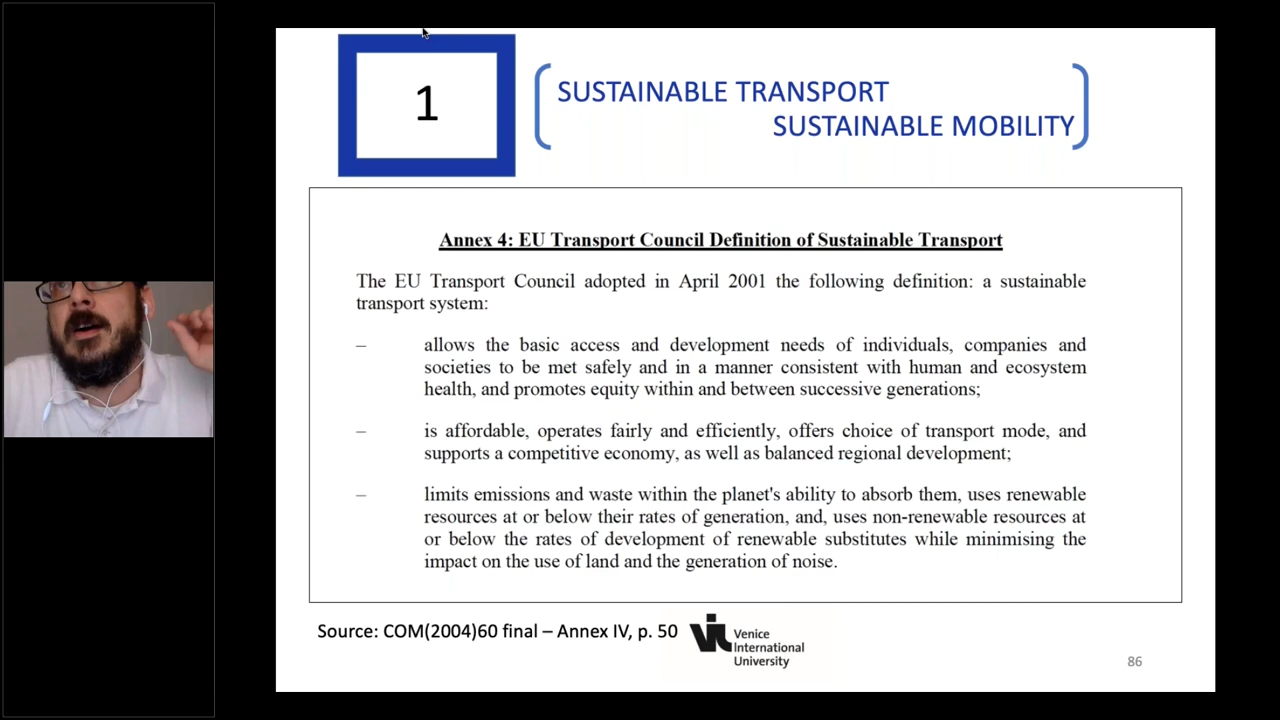 1
SUSTAINABLE TRANSPORT
SUSTAINABLE MOBILITY
Annex 4: EU Transport Council Definition of Sustainable Transport
The EU Transport Council adopted in April 2001 the following definition: a sustainable
transport system:
– allows the basic access and development needs of individuals, companies and
societies to be met safely and in a manner consistent with human and ecosystem
health, and promotes equity within and between successive generations;
– is affordable, operates fairly and efficiently, offers choice of transport mode, and
supports a competitive economy, as well as balanced regional development;
– limits emissions and waste within the planet's ability to absorb them, uses renewable
resources at or below their rates of generation, and, uses non-renewable resources at
or below the rates of development of renewable substitutes while minimising the
impact on the use of land and the generation of noise.
Source: COM(2004)60 final – Annex IV, p. 50
VIU
Venice
International
University
86